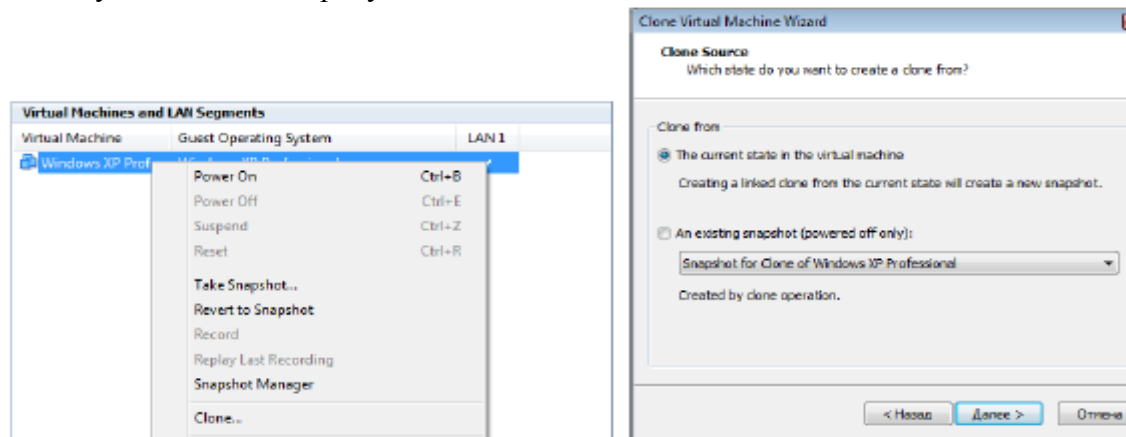 Virtual Machines and LAN Segments
Virtual Machine Guest Operating System LAN 1
Windows XP Prof
Power On Ctrl+B
Power Off Ctrl+E
Suspend Ctrl+Z
Reset Ctrl+R
Take Snapshot...
Revert to Snapshot
Record
Replay Last Recording
Snapshot Manager
Clone...
Clone Virtual Machine Wizard
Clone Source
Which state do you want to create a clone from?
Clone from
The current state in the virtual machine
Creating a linked clone from the current state will create a new snapshot.
An existing snapshot (powered off only):
Snapshot for Clone of Windows XP Professional
Created by clone operation.
< Назад Далее > Отмена